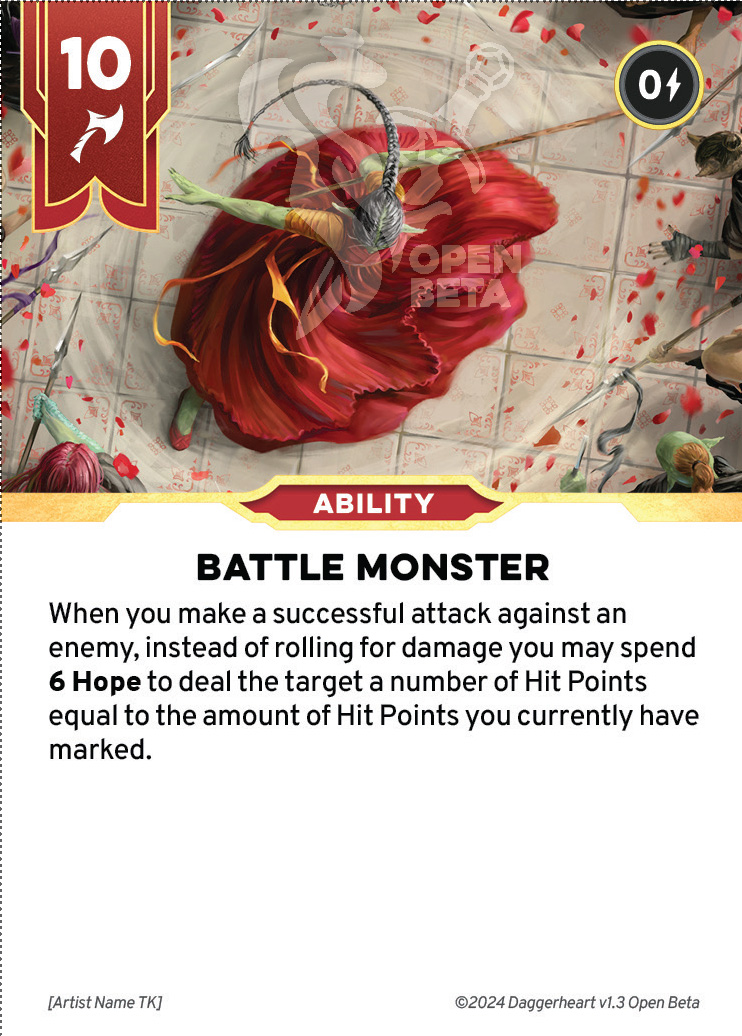 10
0
OPEN
BETA
ABILITY
BATTLE MONSTER
When you make a successful attack against an
enemy, instead of rolling for damage you may spend
6 Hope to deal the target a number of Hit Points
equal to the amount of Hit Points you currently have
marked.
[Artist Name TK]
©2024 Daggerheart v1.3 Open Beta